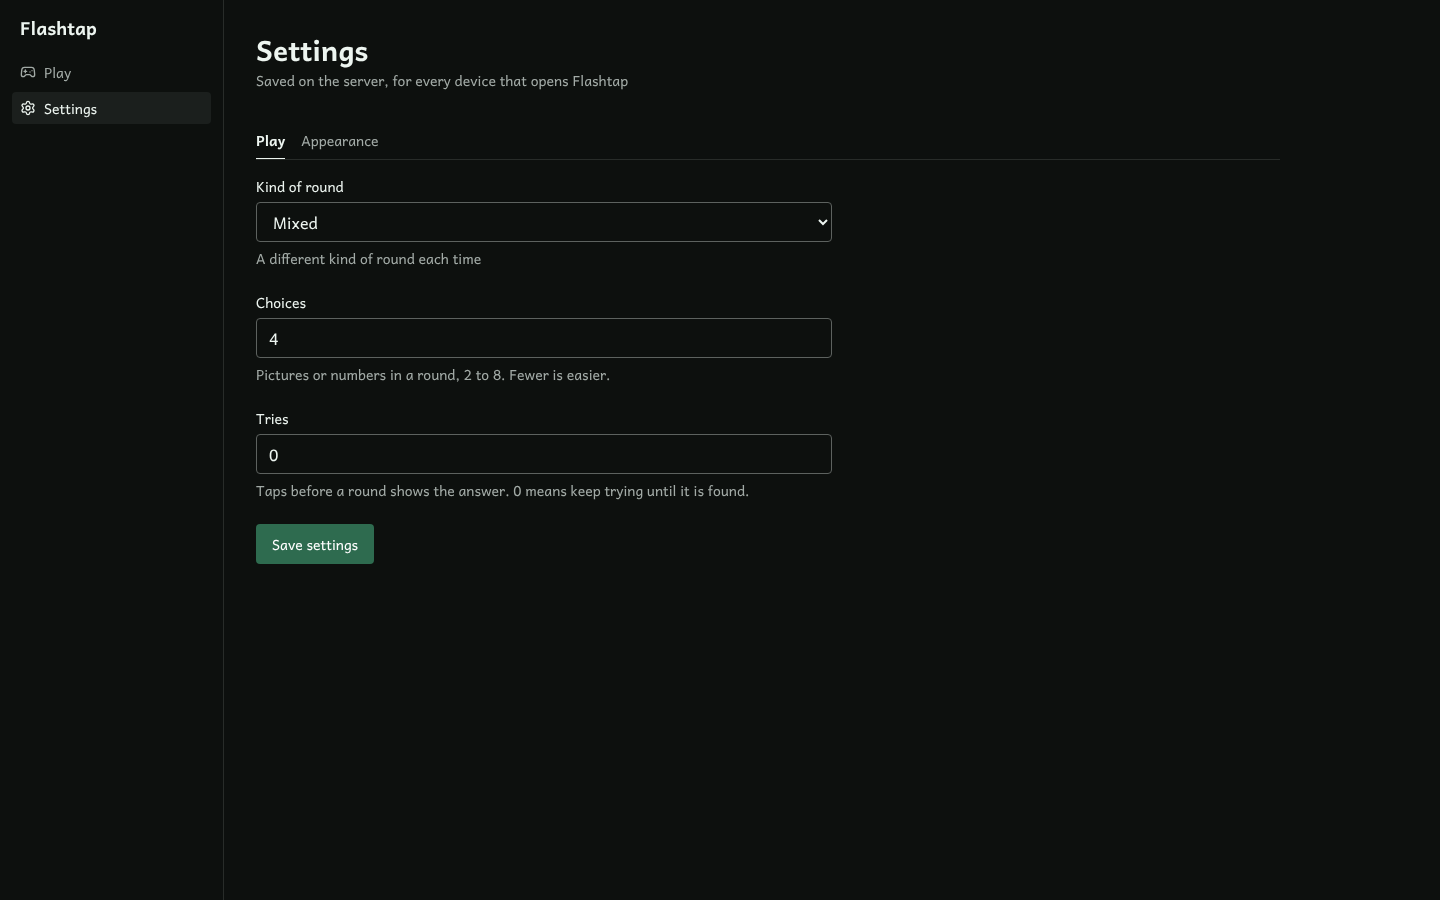 Flashtap
Play
Settings
Settings
Saved on the server, for every device that opens Flashtap
Play
Appearance
Kind of round
Mixed
A different kind of round each time
Choices
4
Pictures or numbers in a round, 2 to 8. Fewer is easier.
Tries
0
Taps before a round shows the answer. 0 means keep trying until it is found.
Save settings